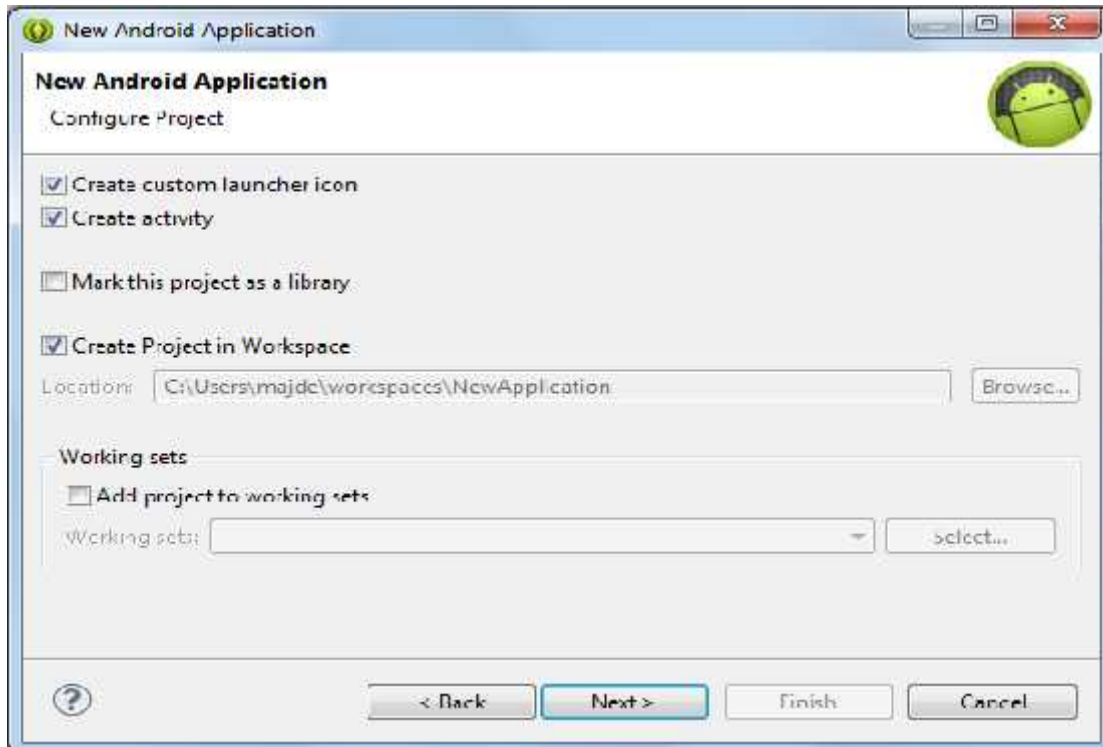 New Android Application
New Android Application
Configure Project
Create custom launcher icon
Create activity
Mark this project as a library
Create Project in Workspace
Location: C:\Users\majde\workspaces\NewApplication Browse...
Working sets
Add project to working sets
Working sets: Select...
< Back Next > Finish Cancel